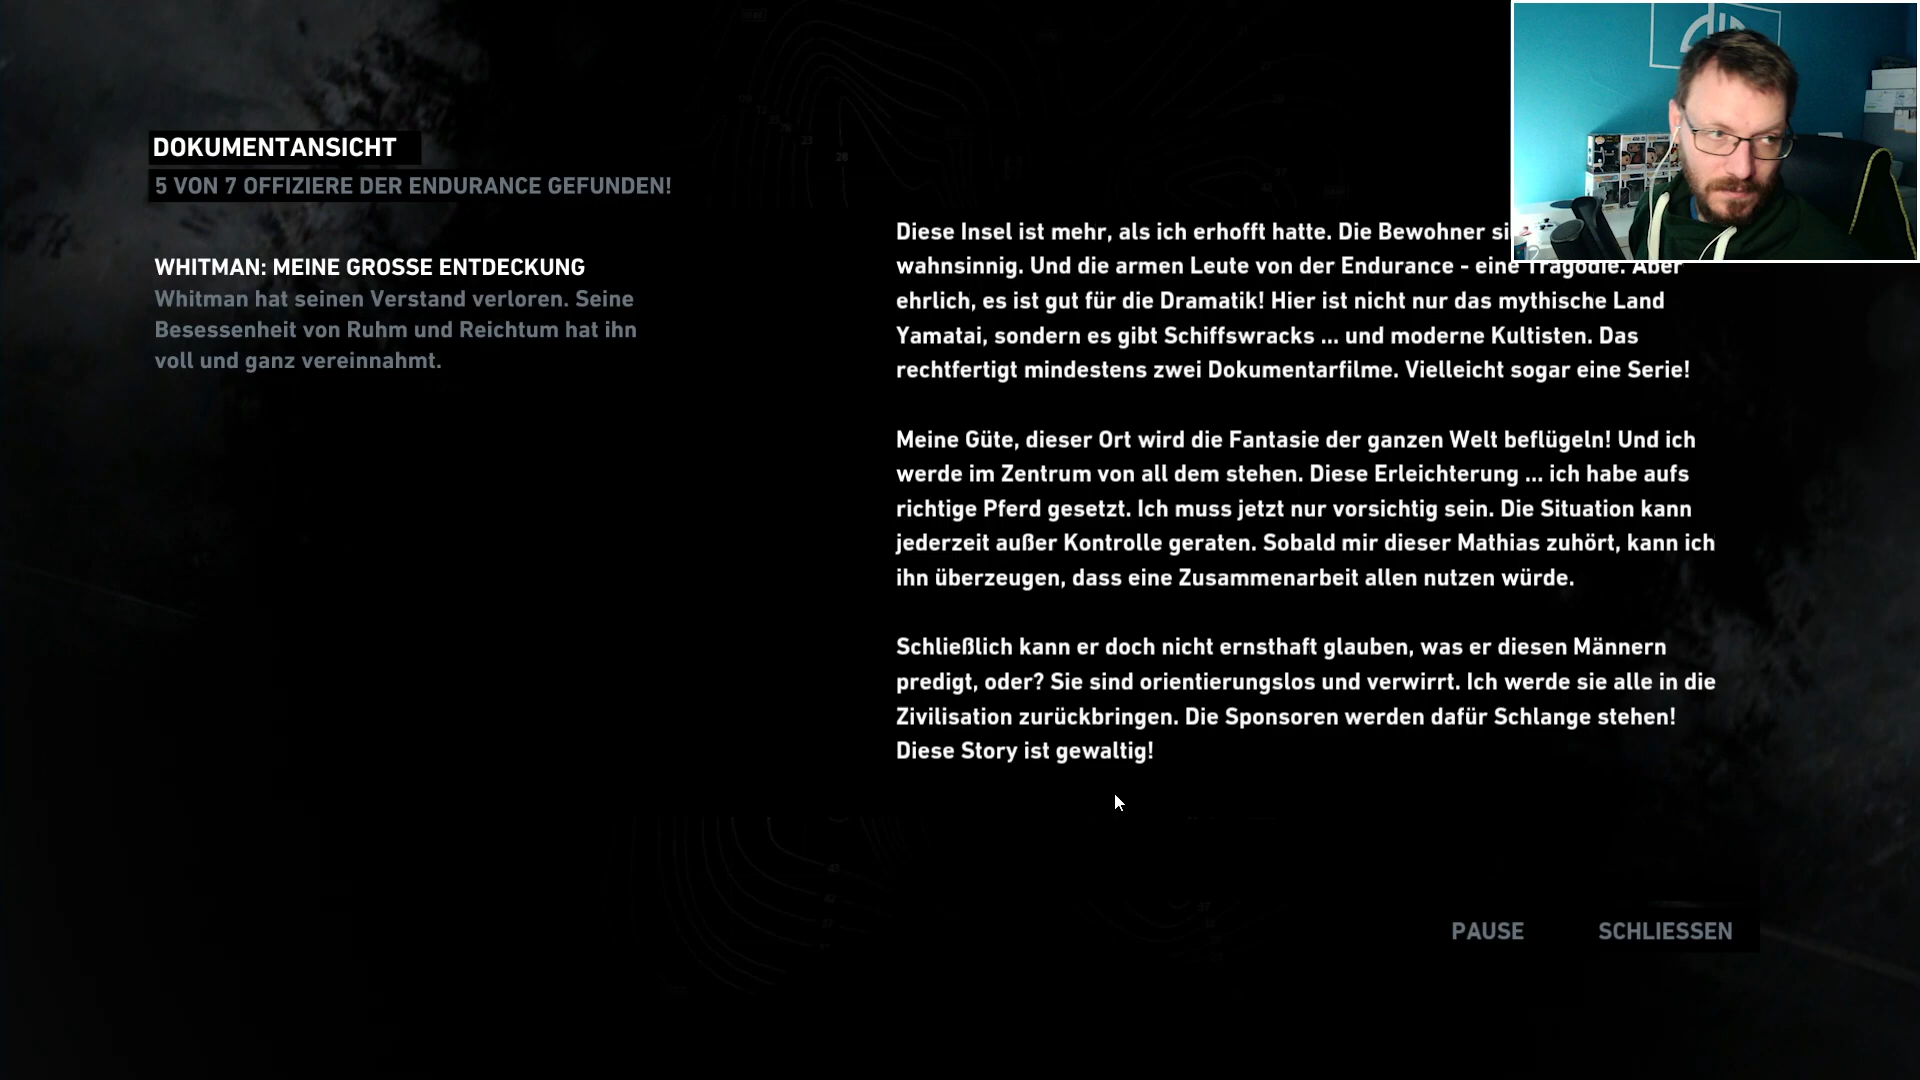 DOKUMENTANSICHT
5 VON 7 OFFIZIERE DER ENDURANCE GEFUNDEN!
WHITMAN: MEINE GROSSE ENTDECKUNG
Whitman hat seinen Verstand verloren. Seine
Besessenheit von Ruhm und Reichtum hat ihn
voll und ganz vereinnahmt.
Diese Insel ist mehr, als ich erhofft hatte. Die Bewohner
wahnsinnig. Und die armen Leute von der Endurance - eine Tragödie. Aber
ehrlich, es ist gut für die Dramatik! Hier ist nicht nur das mythische Land
Yamatai, sondern es gibt Schiffswracks ... und moderne Kultisten. Das
rechtfertigt mindestens zwei Dokumentarfilme. Vielleicht sogar eine Serie!
Meine Güte, dieser Ort wird die Fantasie der ganzen Welt beflügeln! Und ich
werde im Zentrum von all dem stehen. Diese Erleichterung ... ich habe aufs
richtige Pferd gesetzt. Ich muss jetzt nur vorsichtig sein. Die Situation kann
jederzeit außer Kontrolle geraten. Sobald mir dieser Mathias zuhört, kann ich
ihn überzeugen, dass eine Zusammenarbeit allen nutzen würde.
Schließlich kann er doch nicht ernsthaft glauben, was er diesen Männern
predigt, oder? Sie sind orientierungslos und verwirrt. Ich werde sie alle in die
Zivilisation zurückbringen. Die Sponsoren werden dafür Schlange stehen!
Diese Story ist gewaltig!
PAUSE
SCHLIESSEN